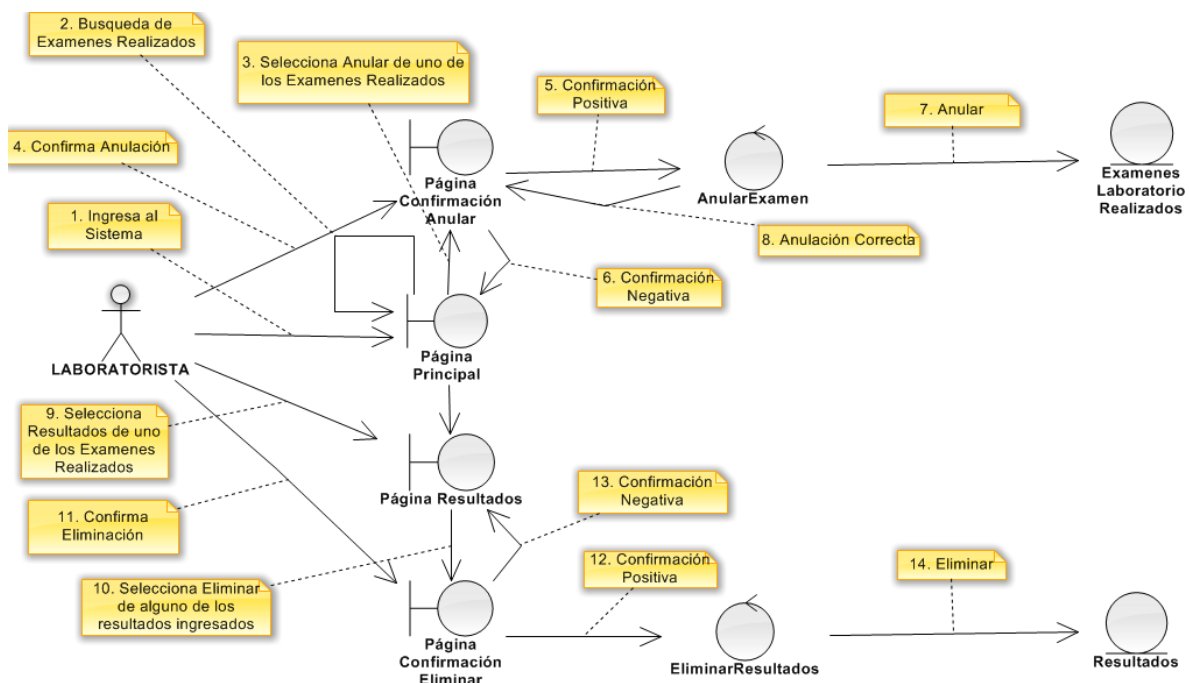 2. Busqueda de
Examenes Realizados
3. Selecciona Anular de uno de
los Examenes Realizados
5. Confirmación
Positiva
7. Anular
4. Confirma Anulación
Página
Confirmación
Anular
AnularExamen
Examenes
Laboratorio
Realizados
1. Ingresa al
Sistema
8. Anulación Correcta
6. Confirmación
Negativa
LABORATORISTA
Página
Principal
9. Selecciona
Resultados de uno
de los Examenes
Realizados
Página Resultados
13. Confirmación
Negativa
11. Confirma
Eliminación
12. Confirmación
Positiva
14. Eliminar
10. Selecciona Eliminar
de alguno de los
resultados ingresados
Página
Confirmación
Eliminar
EliminarResultados
Resultados